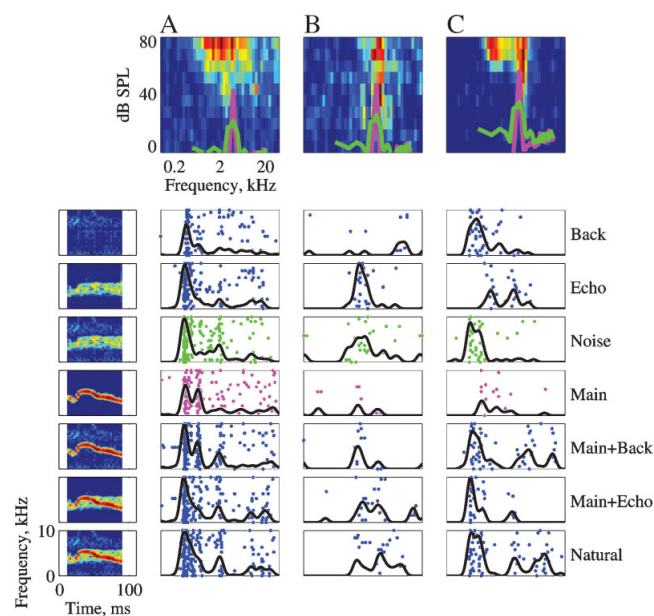 A B C
80
40
0
dB SPL
0.2 2 20
Frequency, kHz
Back
Echo
Noise
Main
Main+Back
Main+Echo
Natural
10
0
Frequency, kHz
0 100
Time, ms